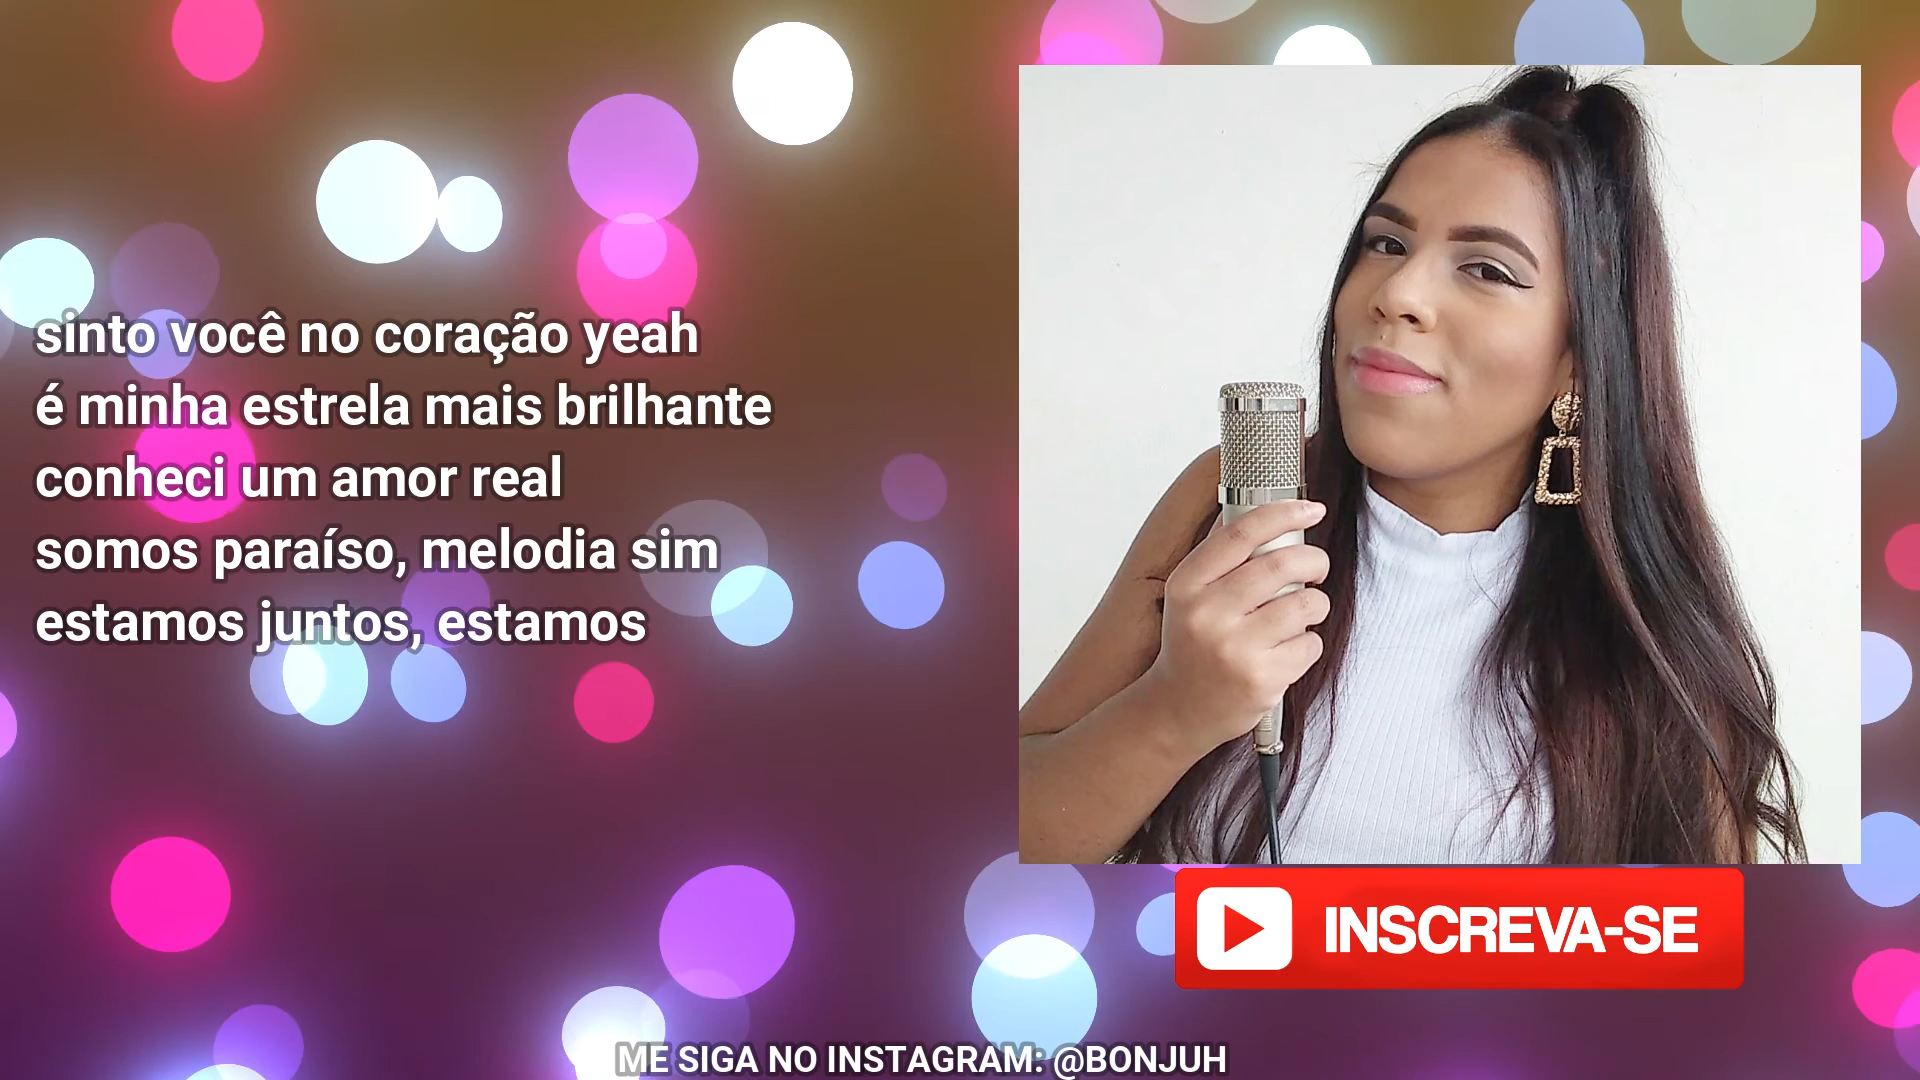 sinto você no coração yeah
é minha estrela mais brilhante
conheci um amor real
somos paraíso, melodia sim
estamos juntos, estamos
INSCREVA-SE
ME SIGA NO INSTAGRAM: @BONJUH